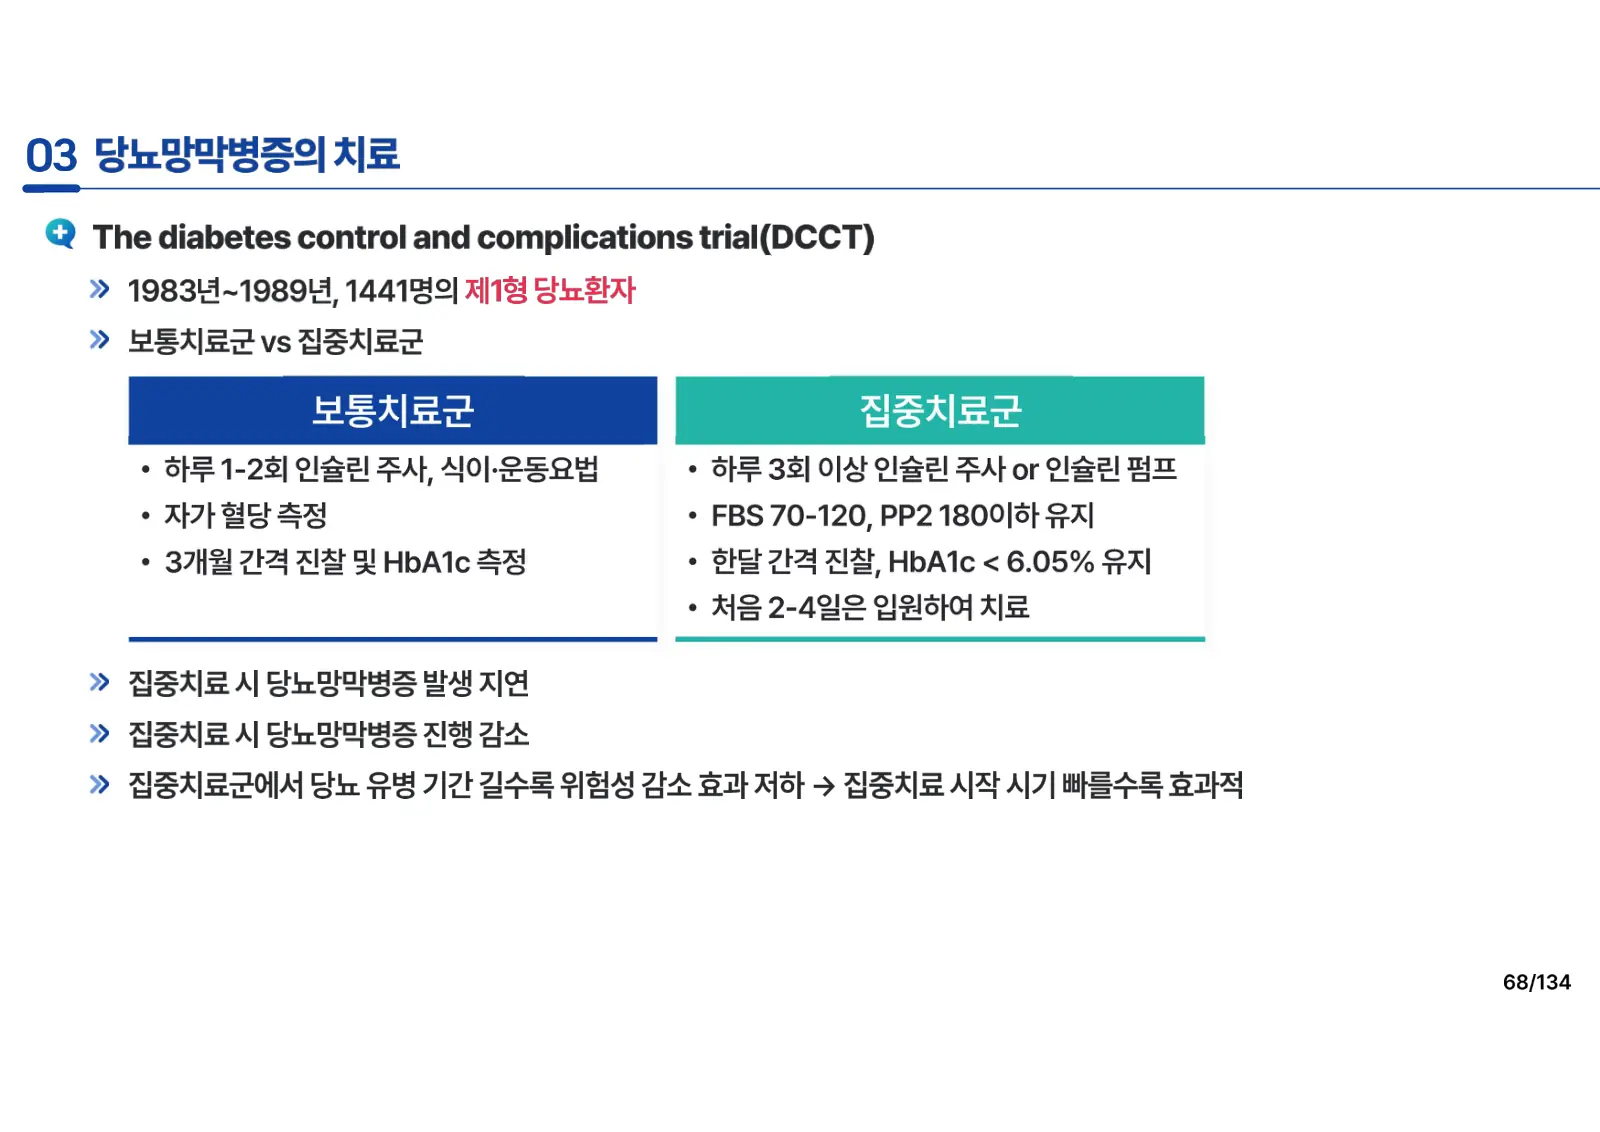 03 당뇨망막병증의 치료
The diabetes control and complications trial(DCCT)
1983년~1989년, 1441명의 제1형 당뇨환자
보통치료군 vs 집중치료군
보통치료군
• 하루 1-2회 인슐린 주사, 식이·운동요법
• 자가 혈당 측정
• 3개월 간격 진찰 및 HbA1c 측정
집중치료군
• 하루 3회 이상 인슐린 주사 or 인슐린 펌프
• FBS 70-120, PP2 180이하 유지
• 한달 간격 진찰, HbA1c < 6.05% 유지
• 처음 2-4일은 입원하여 치료
집중치료 시 당뇨망막병증 발생 지연
집중치료 시 당뇨망막병증 진행 감소
집중치료군에서 당뇨 유병 기간 길수록 위험성 감소 효과 저하 → 집중치료 시작 시기 빠를수록 효과적
68/134